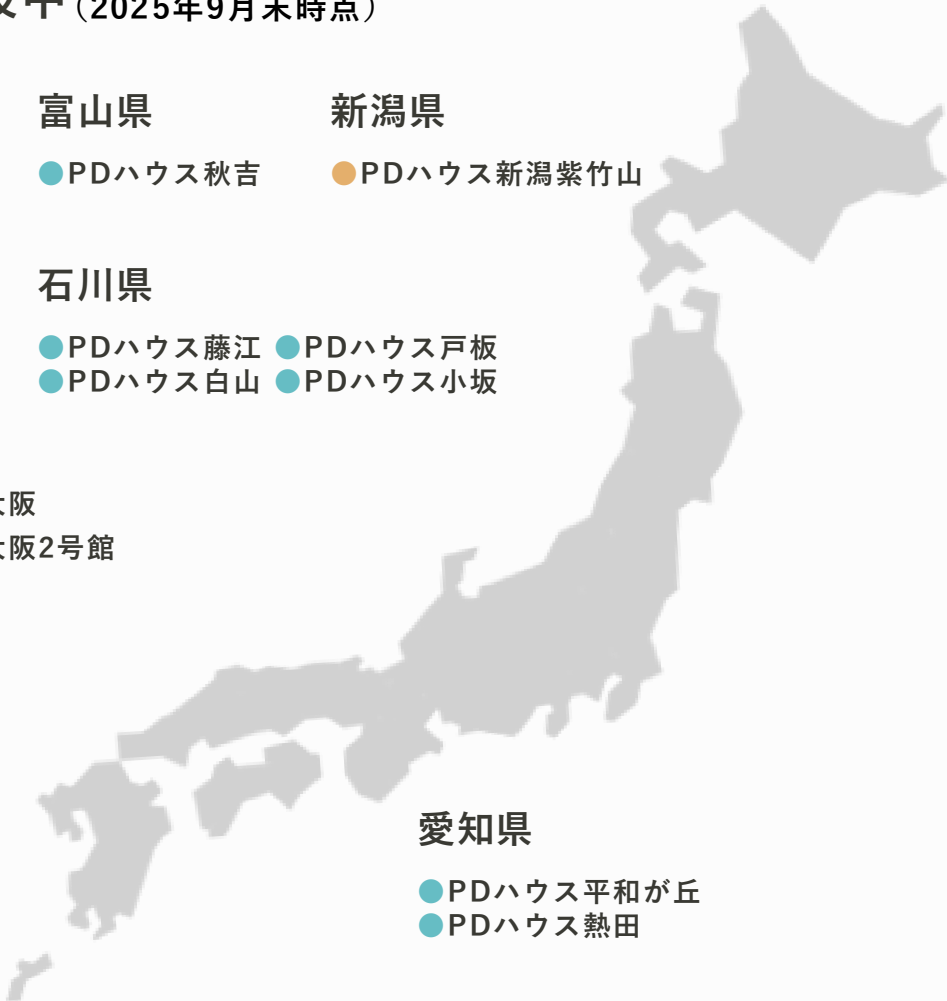 中（2025年9月末時点）
富山県
●PDハウス秋吉
新潟県
●PDハウス新潟紫竹山
石川県
●PDハウス藤江 ●PDハウス戸板
●PDハウス白山 ●PDハウス小坂
阪
阪2号館
愛知県
●PDハウス平和が丘
●PDハウス熱田